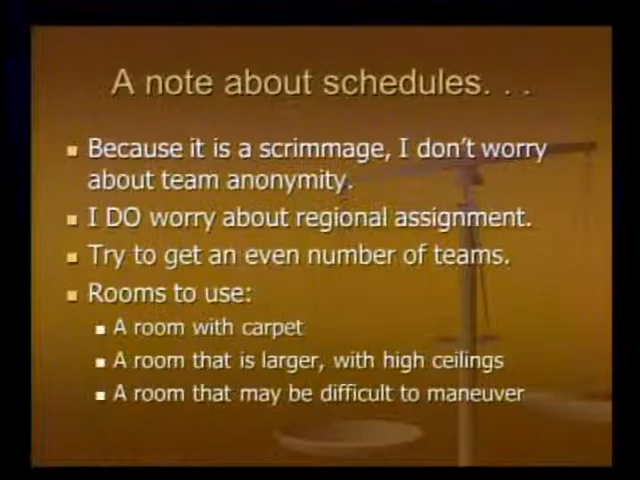 A note about schedules. . .
Because it is a scrimmage, I don't worry
about team anonymity.
I DO worry about regional assignment.
Try to get an even number of teams.
Rooms to use:
A room with carpet
A room that is larger, with high ceilings
A room that may be difficult to maneuver